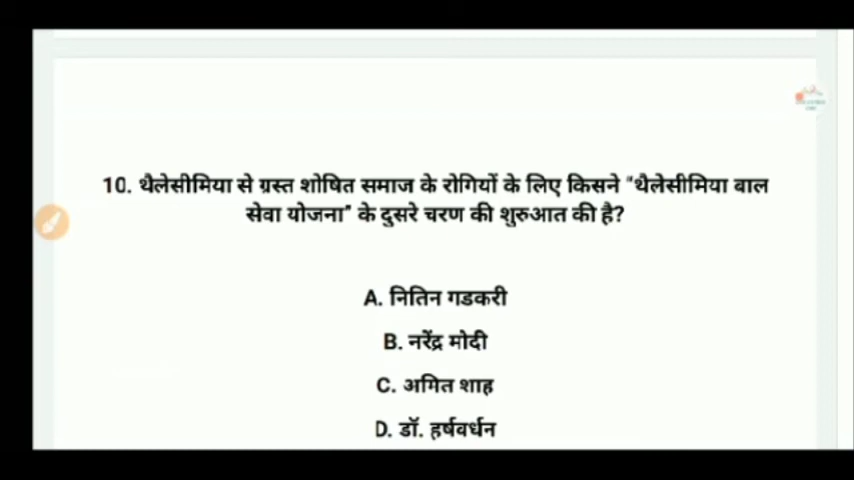 10. थैलेसीमिया से ग्रस्त शोषित समाज के रोगियों के लिए किसने "थैलेसीमिया बाल
सेवा योजना" के दुसरे चरण की शुरुआत की है?
A. नितिन गडकरी
B. नरेंद्र मोदी
C. अमित शाह
D. डॉ. हर्षवर्धन